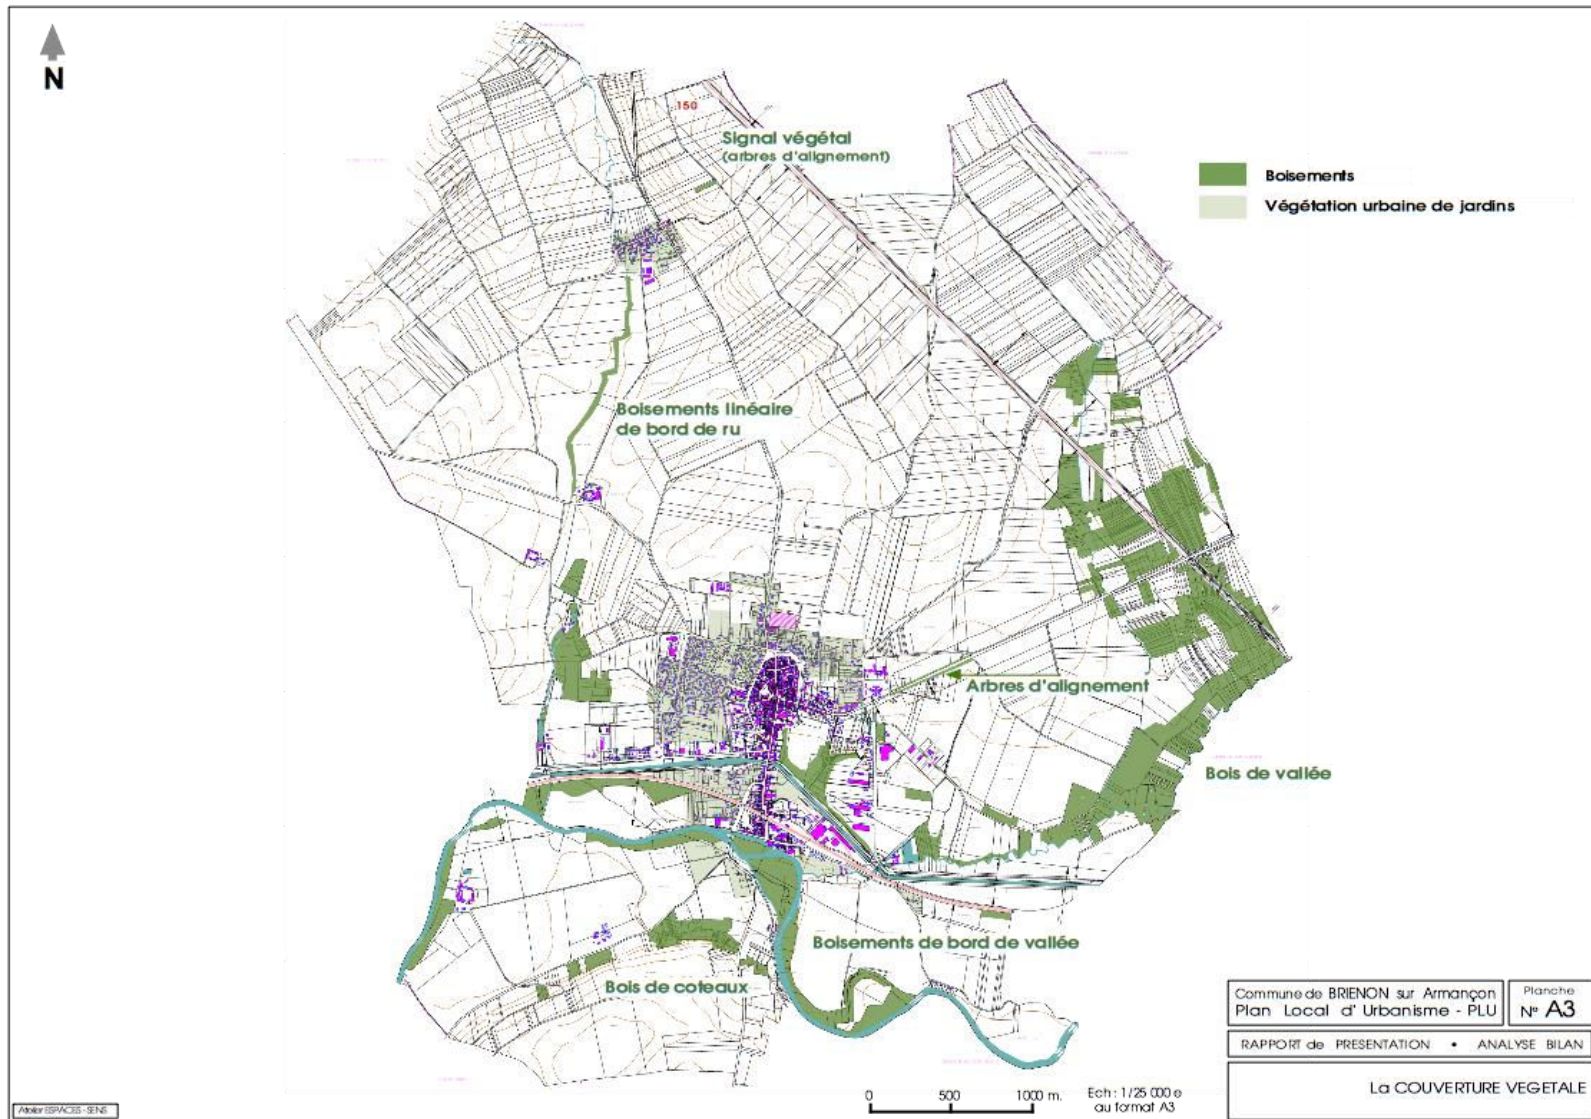 N
150
Signal végétal
(arbres d'alignement)
Boisements
Végétation urbaine de jardins
Boisements linéaire
de bord de ru
Arbres d'alignement
Bois de vallée
Boisements de bord de vallée
Bois de coteaux
0 500 1000 m.
Ech : 1/25 000 e
au format A3
Commune de BRIENON sur Armançon
Plan Local d' Urbanisme - PLU
Planche
N° A3
RAPPORT de PRESENTATION • ANALYSE BILAN
La COUVERTURE VEGETALE
Atelier ESPACES - SENS